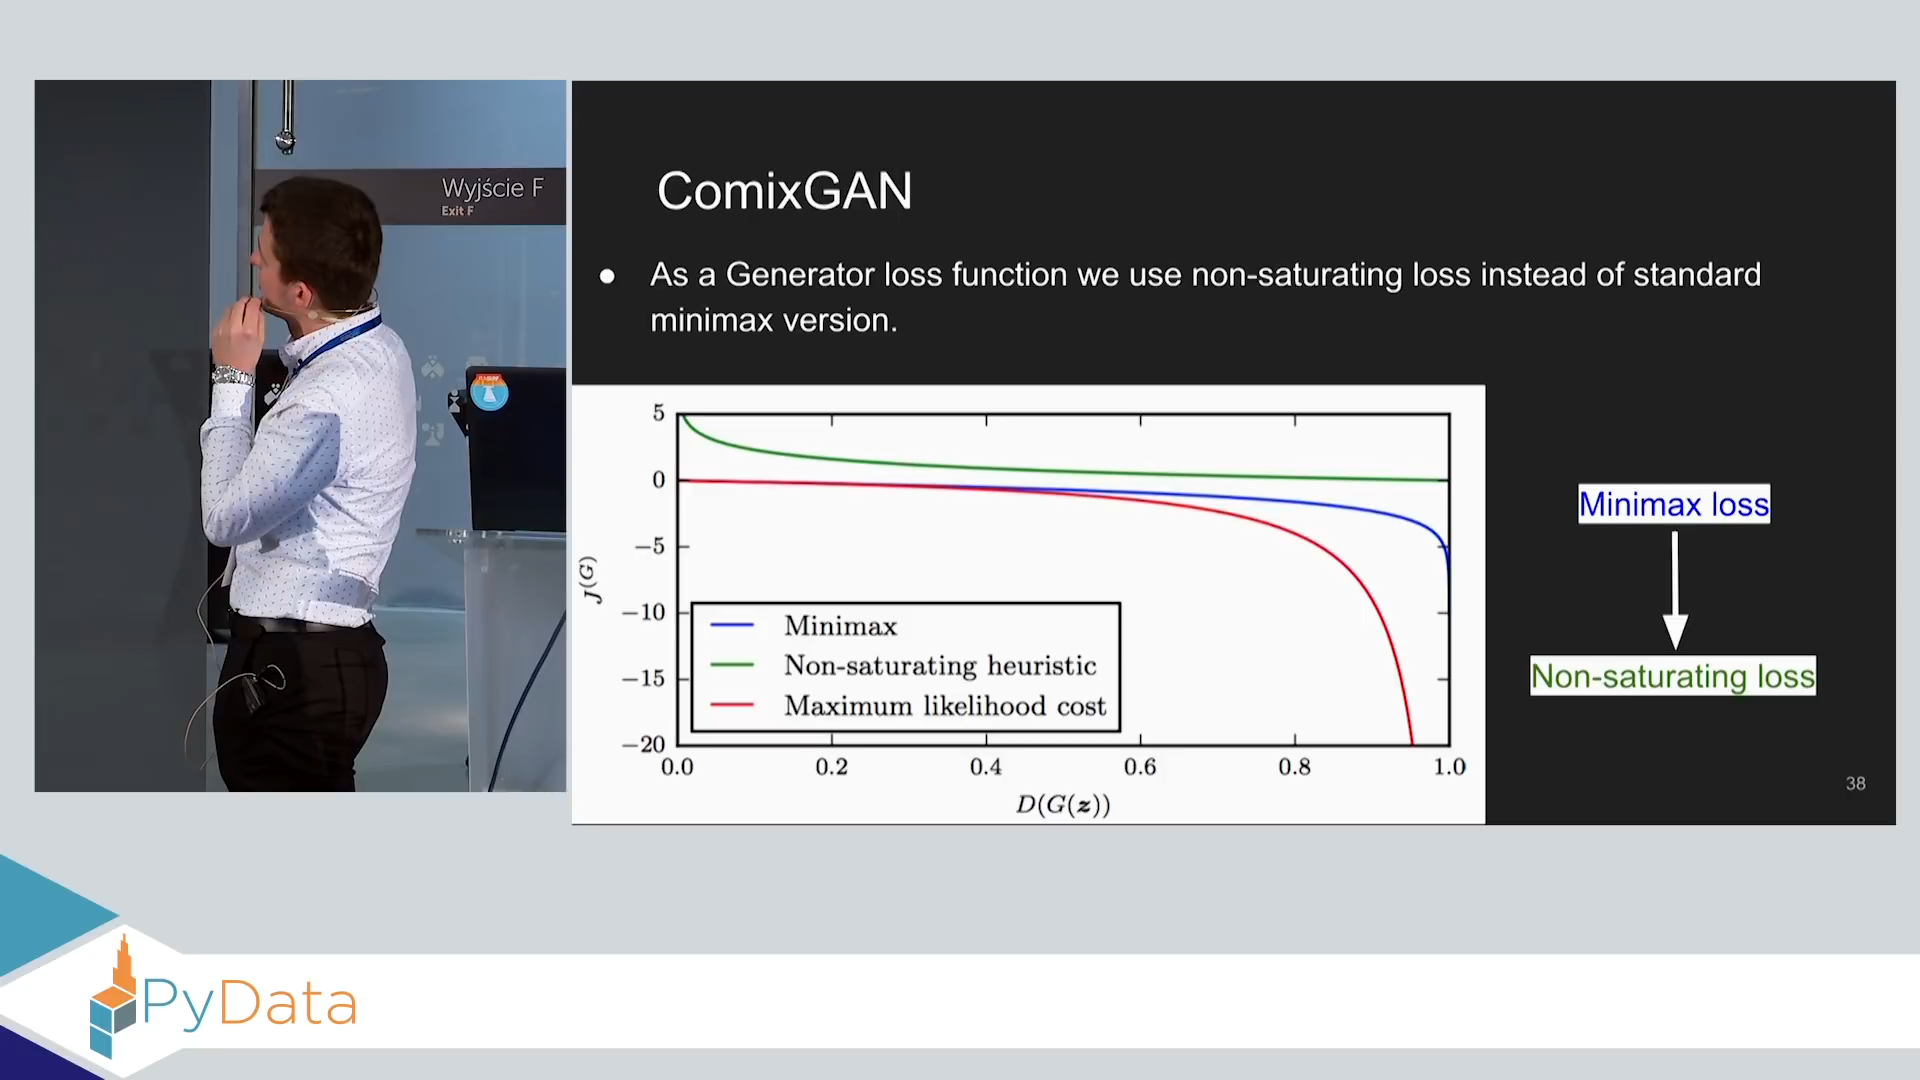 Wyjście F
Exit F
ComixGAN
● As a Generator loss function we use non-saturating loss instead of standard
minimax version.
5
0
−5
−10
−15
−20
J(G)
Minimax
Non-saturating heuristic
Maximum likelihood cost
0.0 0.2 0.4 0.6 0.8 1.0
D(G(z))
Minimax loss
Non-saturating loss
38
PyData